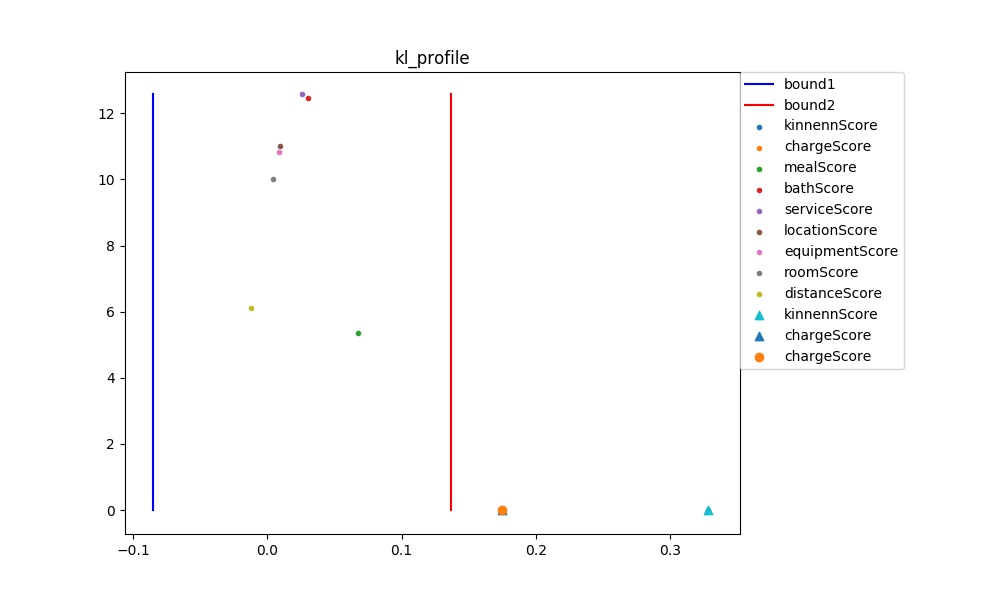 kl_profile
12
10
8
6
4
2
0
−0.1
0.0
0.1
0.2
0.3
bound1
bound2
kinnennScore
chargeScore
mealScore
bathScore
serviceScore
locationScore
equipmentScore
roomScore
distanceScore
kinnennScore
chargeScore
chargeScore